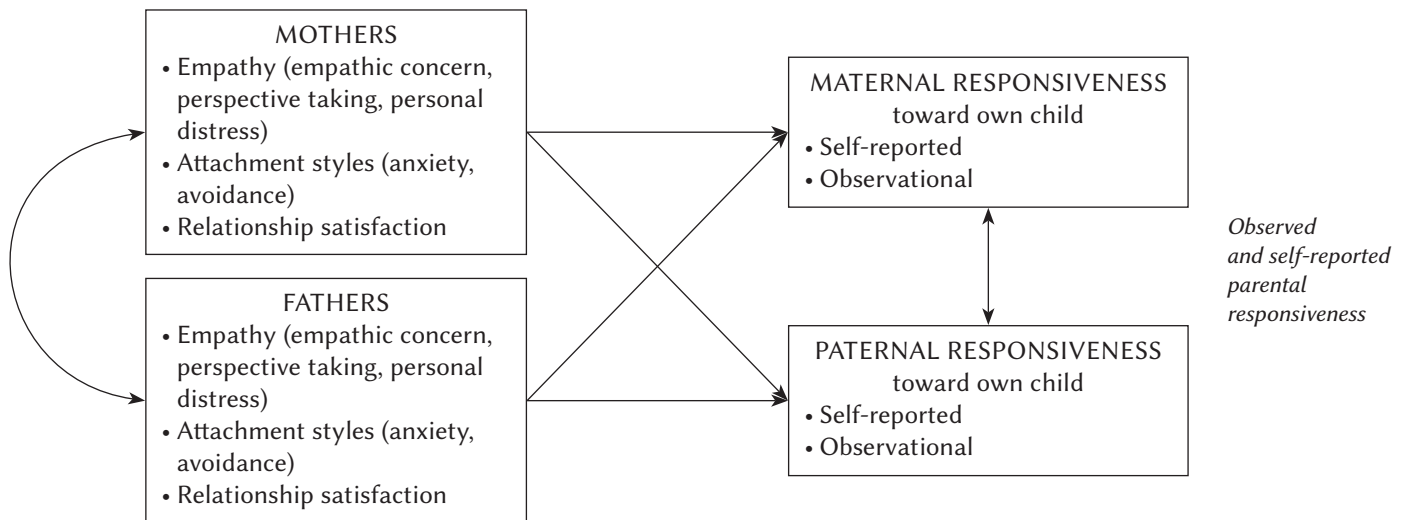 MOTHERS
• Empathy (empathic concern,
perspective taking, personal
distress)
• Attachment styles (anxiety,
avoidance)
• Relationship satisfaction
FATHERS
• Empathy (empathic concern,
perspective taking, personal
distress)
• Attachment styles (anxiety,
avoidance)
• Relationship satisfaction
MATERNAL RESPONSIVENESS
toward own child
• Self-reported
• Observational
PATERNAL RESPONSIVENESS
toward own child
• Self-reported
• Observational
Observed
and self-reported
parental
responsiveness